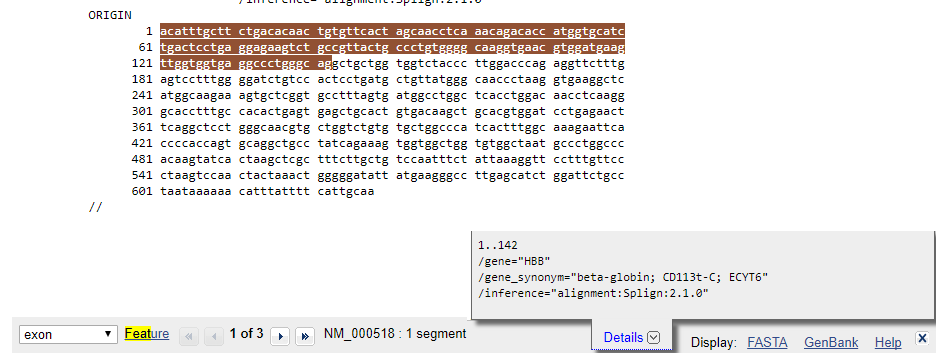 /inference="alignment:Splign:2.1.0"
ORIGIN
1 acatttgctt ctgacacaac tgtgttcact agcaacctca aacagacacc atggtgcatc
61 tgactcctga ggagaagtct gccgttactg ccctgtgggg caaggtgaac gtggatgaag
121 ttggtggtga ggccctgggc aggctgctgg tggtctaccc ttggacccag aggttctttg
181 agtcctttgg ggatctgtcc actcctgatg ctgttatggg caaccctaag gtgaaggctc
241 atggcaagaa agtgctcggt gcctttagtg atggcctggc tcacctggac aacctcaagg
301 gcacctttgc cacactgagt gagctgcact gtgacaagct gcacgtggat cctgagaact
361 tcaggctcct gggcaacgtg ctggtctgtg tgctggccca tcactttggc aaagaattca
421 ccccaccagt gcaggctgcc tatcagaaag tggtggctgg tgtggctaat gccctggccc
481 acaagtatca ctaagctcgc tttcttgctg tccaatttct attaaaggtt cctttgttcc
541 ctaagtccaa ctactaaact gggggatatt atgaagggcc ttgagcatct ggattctgcc
601 taataaaaaa catttatttt cattgcaa
//
1..142
/gene="HBB"
/gene_synonym="beta-globin; CD113t-C; ECYT6"
/inference="alignment:Splign:2.1.0"
exon Feature 1 of 3 NM_000518 : 1 segment Details Display: FASTA GenBank Help X